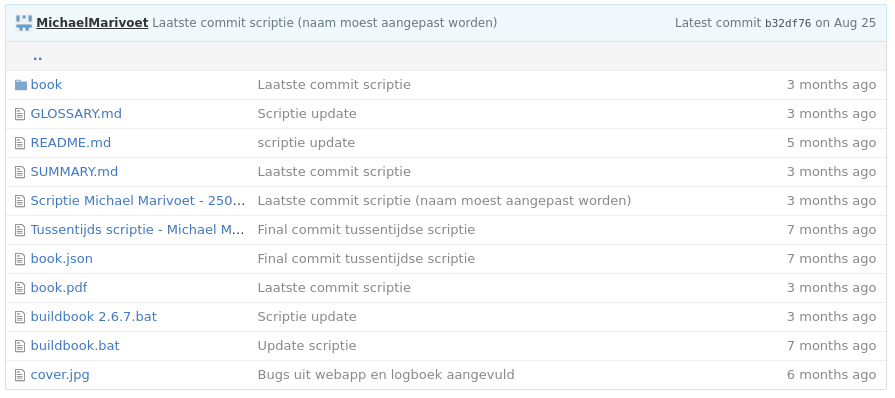 MichaelMarivoet Laatste commit scriptie (naam moest aangepast worden) Latest commit b32df76 on Aug 25
..
book Laatste commit scriptie 3 months ago
GLOSSARY.md Scriptie update 3 months ago
README.md scriptie update 5 months ago
SUMMARY.md Laatste commit scriptie 3 months ago
Scriptie Michael Marivoet - 250... Laatste commit scriptie (naam moest aangepast worden) 3 months ago
Tussentijds scriptie - Michael M... Final commit tussentijdse scriptie 7 months ago
book.json Final commit tussentijdse scriptie 7 months ago
book.pdf Laatste commit scriptie 3 months ago
buildbook 2.6.7.bat Scriptie update 3 months ago
buildbook.bat Update scriptie 7 months ago
cover.jpg Bugs uit webapp en logboek aangevuld 6 months ago